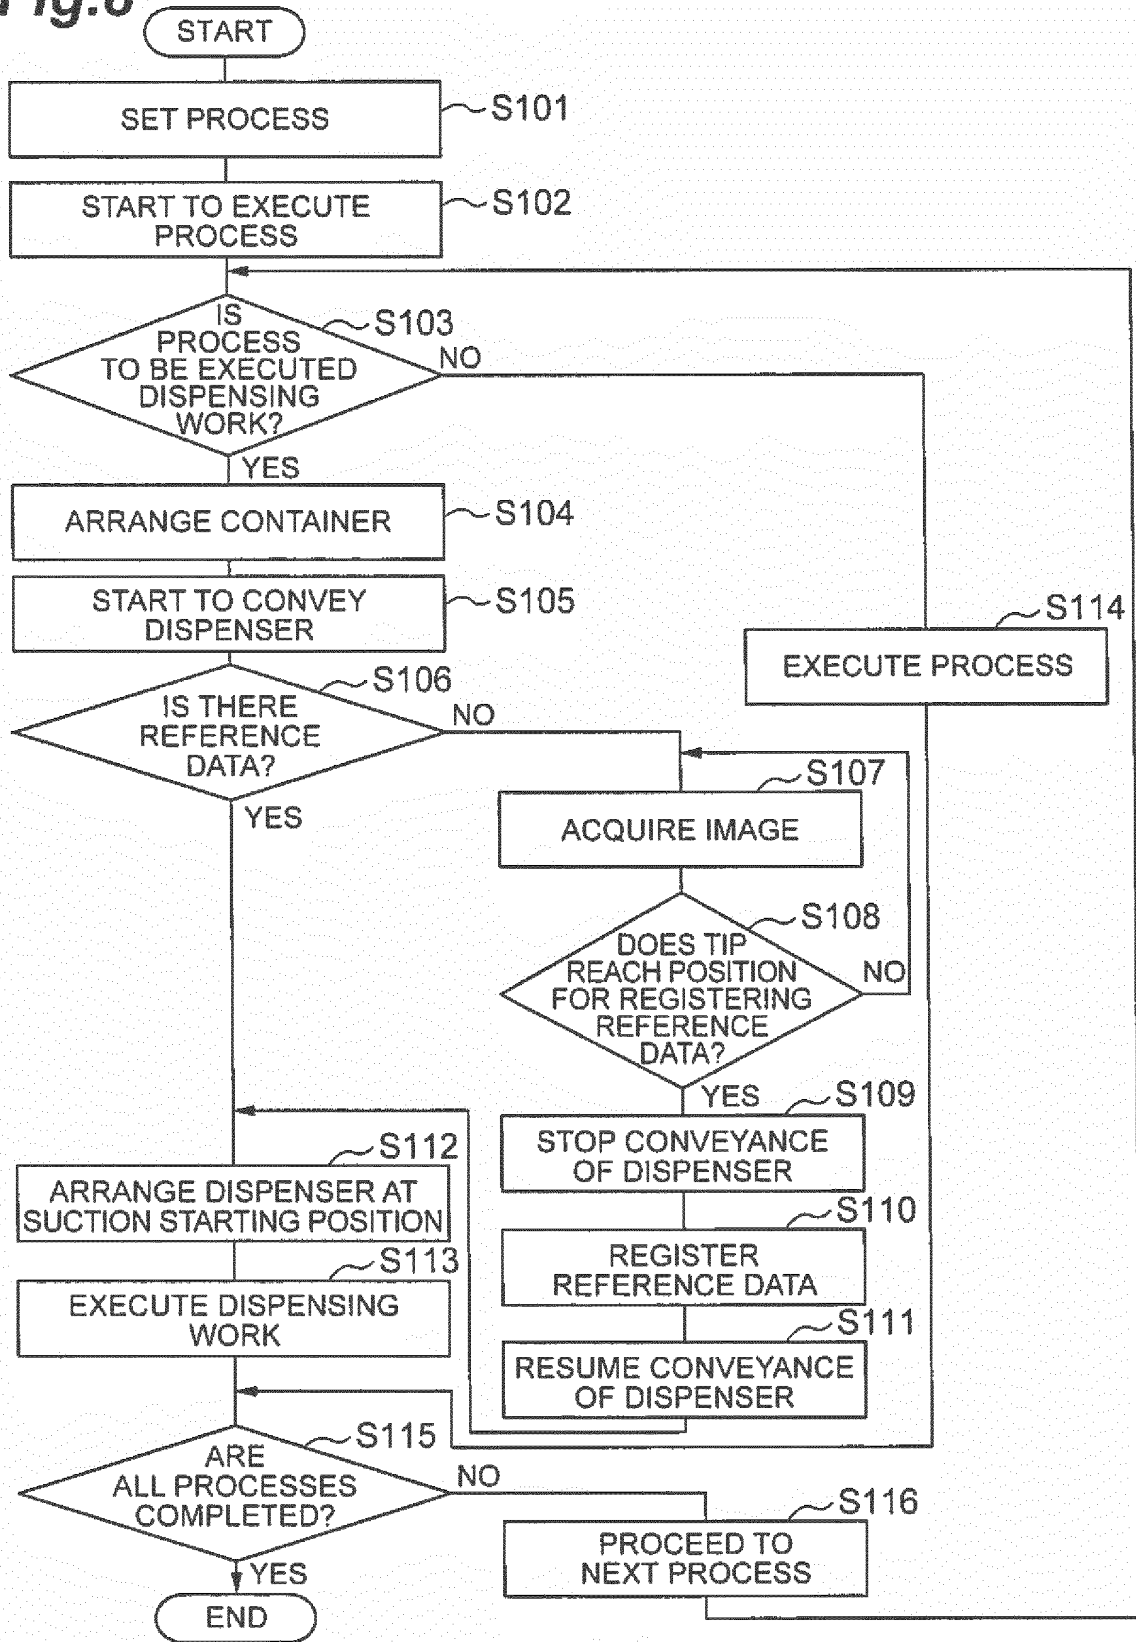 Fig.6
START
SET PROCESS
S101
START TO EXECUTE
PROCESS
S102
IS
PROCESS
TO BE EXECUTED
DISPENSING
WORK?
S103
NO
YES
ARRANGE CONTAINER
S104
START TO CONVEY
DISPENSER
S105
S114
EXECUTE PROCESS
IS THERE
REFERENCE
DATA?
S106
NO
YES
S107
ACQUIRE IMAGE
S108
DOES TIP
REACH POSITION
FOR REGISTERING
REFERENCE
DATA?
NO
YES
S109
STOP CONVEYANCE
OF DISPENSER
S110
REGISTER
REFERENCE DATA
S111
RESUME CONVEYANCE
OF DISPENSER
S112
ARRANGE DISPENSER AT
SUCTION STARTING POSITION
S113
EXECUTE DISPENSING
WORK
S115
ARE
ALL PROCESSES
COMPLETED?
NO
YES
S116
PROCEED TO
NEXT PROCESS
END